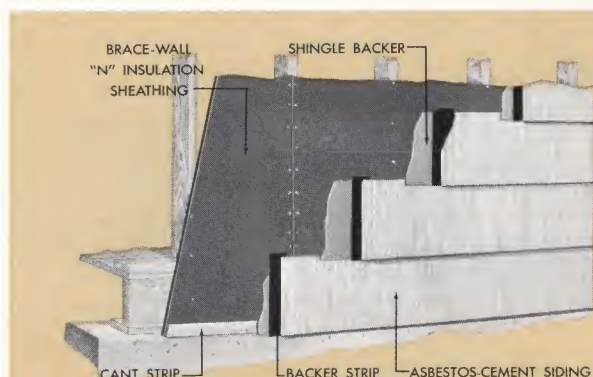 BRACE-WALL
"N" INSULATION
SHEATHING
SHINGLE BACKER
CANT STRIP
BACKER STRIP
ASBESTOS-CEMENT SIDING